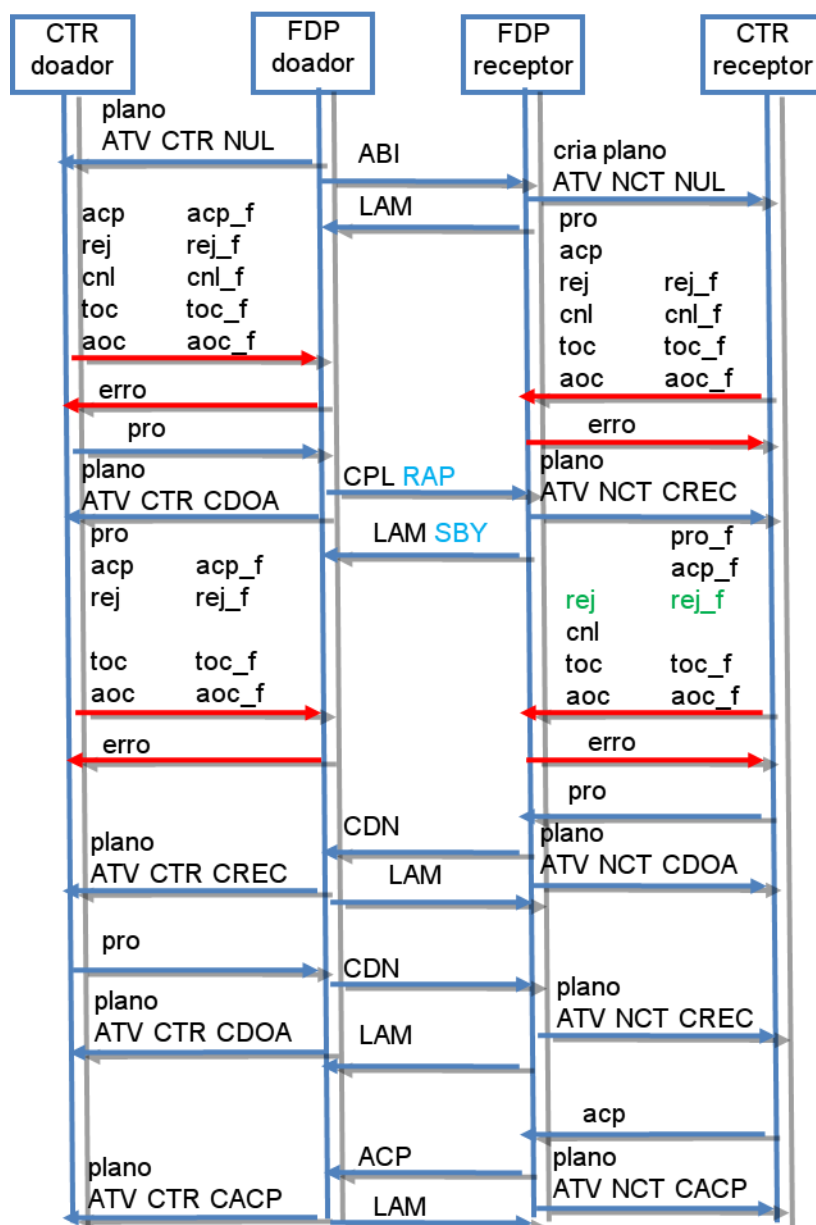 CTR doador
FDP doador
FDP receptor
CTR receptor
plano
ATV CTR NUL
ABI
cria plano
ATV NCT NUL
LAM
acp acp_f
rej rej_f
cnl cnl_f
toc toc_f
aoc aoc_f
pro
acp
rej rej_f
cnl cnl_f
toc toc_f
aoc aoc_f
erro
erro
pro
plano
ATV CTR CDOA
CPL RAP
plano
ATV NCT CREC
LAM SBY
pro
acp acp_f
rej rej_f
toc toc_f
aoc aoc_f
pro_f
acp_f
rej rej_f
cnl
toc toc_f
aoc aoc_f
erro
erro
pro
CDN
plano
ATV CTR CREC
plano
ATV NCT CDOA
LAM
pro
CDN
plano
ATV NCT CREC
plano
ATV CTR CDOA
LAM
acp
ACP
plano
ATV CTR CACP
plano
ATV NCT CACP
LAM